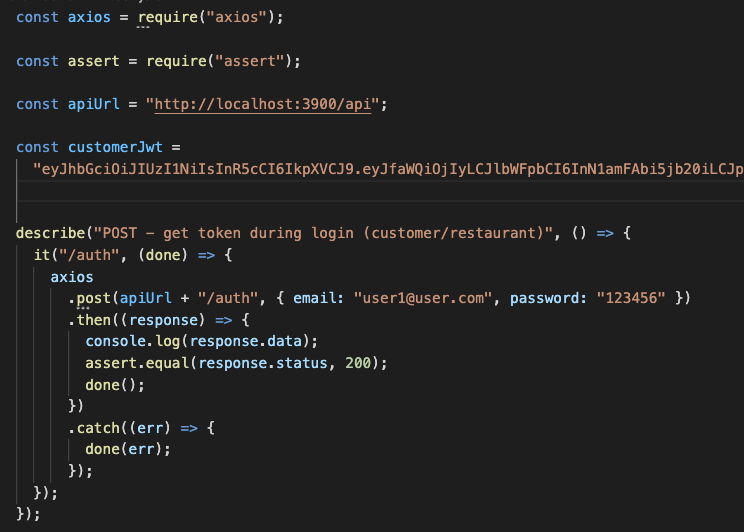 const axios = require("axios");
const assert = require("assert");
const apiUrl = "http://localhost:3900/api";
const customerJwt =
"eyJhbGciOiJIUzI1NiIsInR5cCI6IkpXVCJ9.eyJfaWQiOjIyLCJlbWFpbCI6InN1amFAbi5jb20iLCJp
describe("POST - get token during login (customer/restaurant)", () => {
it("/auth", (done) => {
axios
.post(apiUrl + "/auth", { email: "user1@user.com", password: "123456" })
.then((response) => {
console.log(response.data);
assert.equal(response.status, 200);
done();
})
.catch((err) => {
done(err);
});
});
});